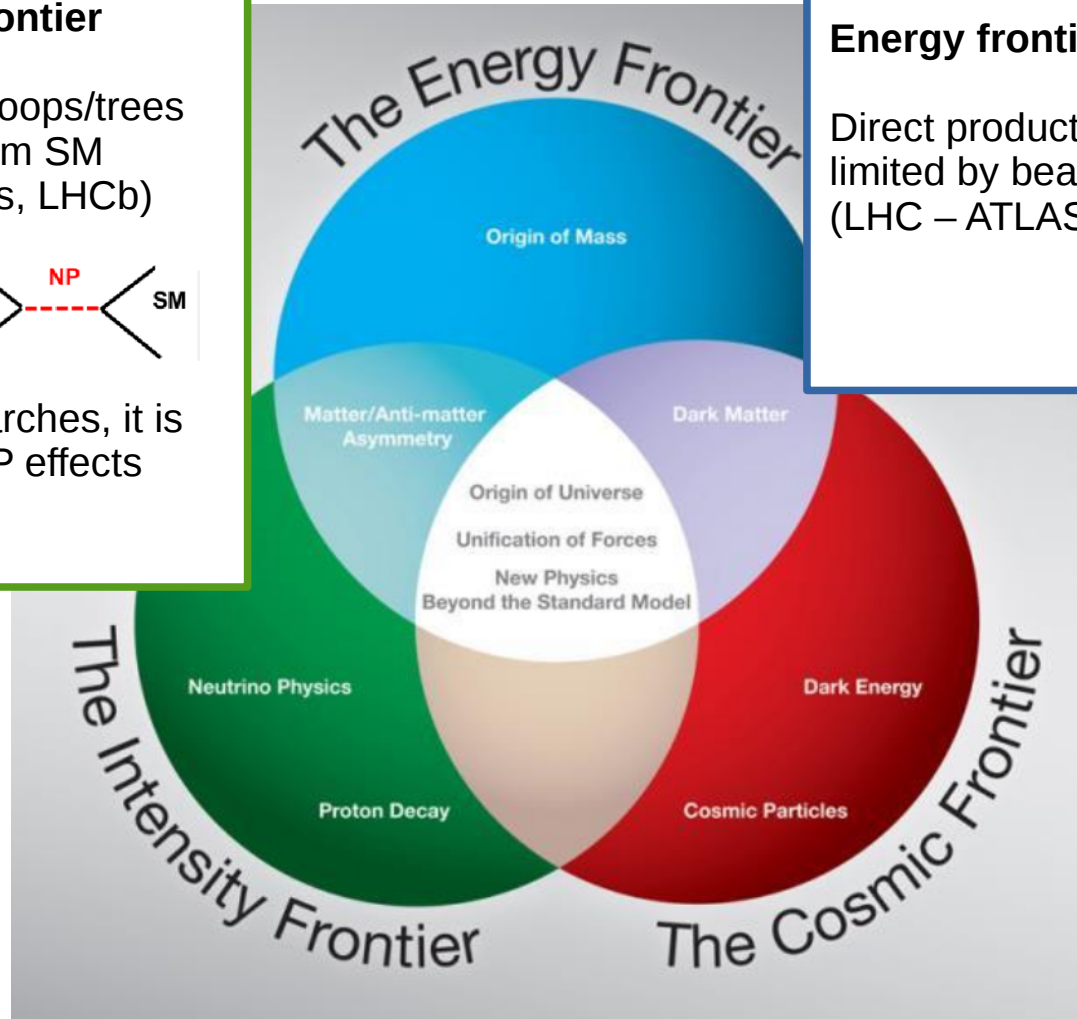 ontier
oops/trees
m SM
s, LHCb)
NP
SM
arches, it is
P effects
The Energy Frontier
Energy fronti
Direct product
limited by bea
(LHC – ATLAS
Origin of Mass
Matter/Anti-matter
Asymmetry
Dark Matter
Origin of Universe
Unification of Forces
New Physics
Beyond the Standard Model
Neutrino Physics
Proton Decay
Dark Energy
Cosmic Particles
The Intensity Frontier
The Cosmic Frontier